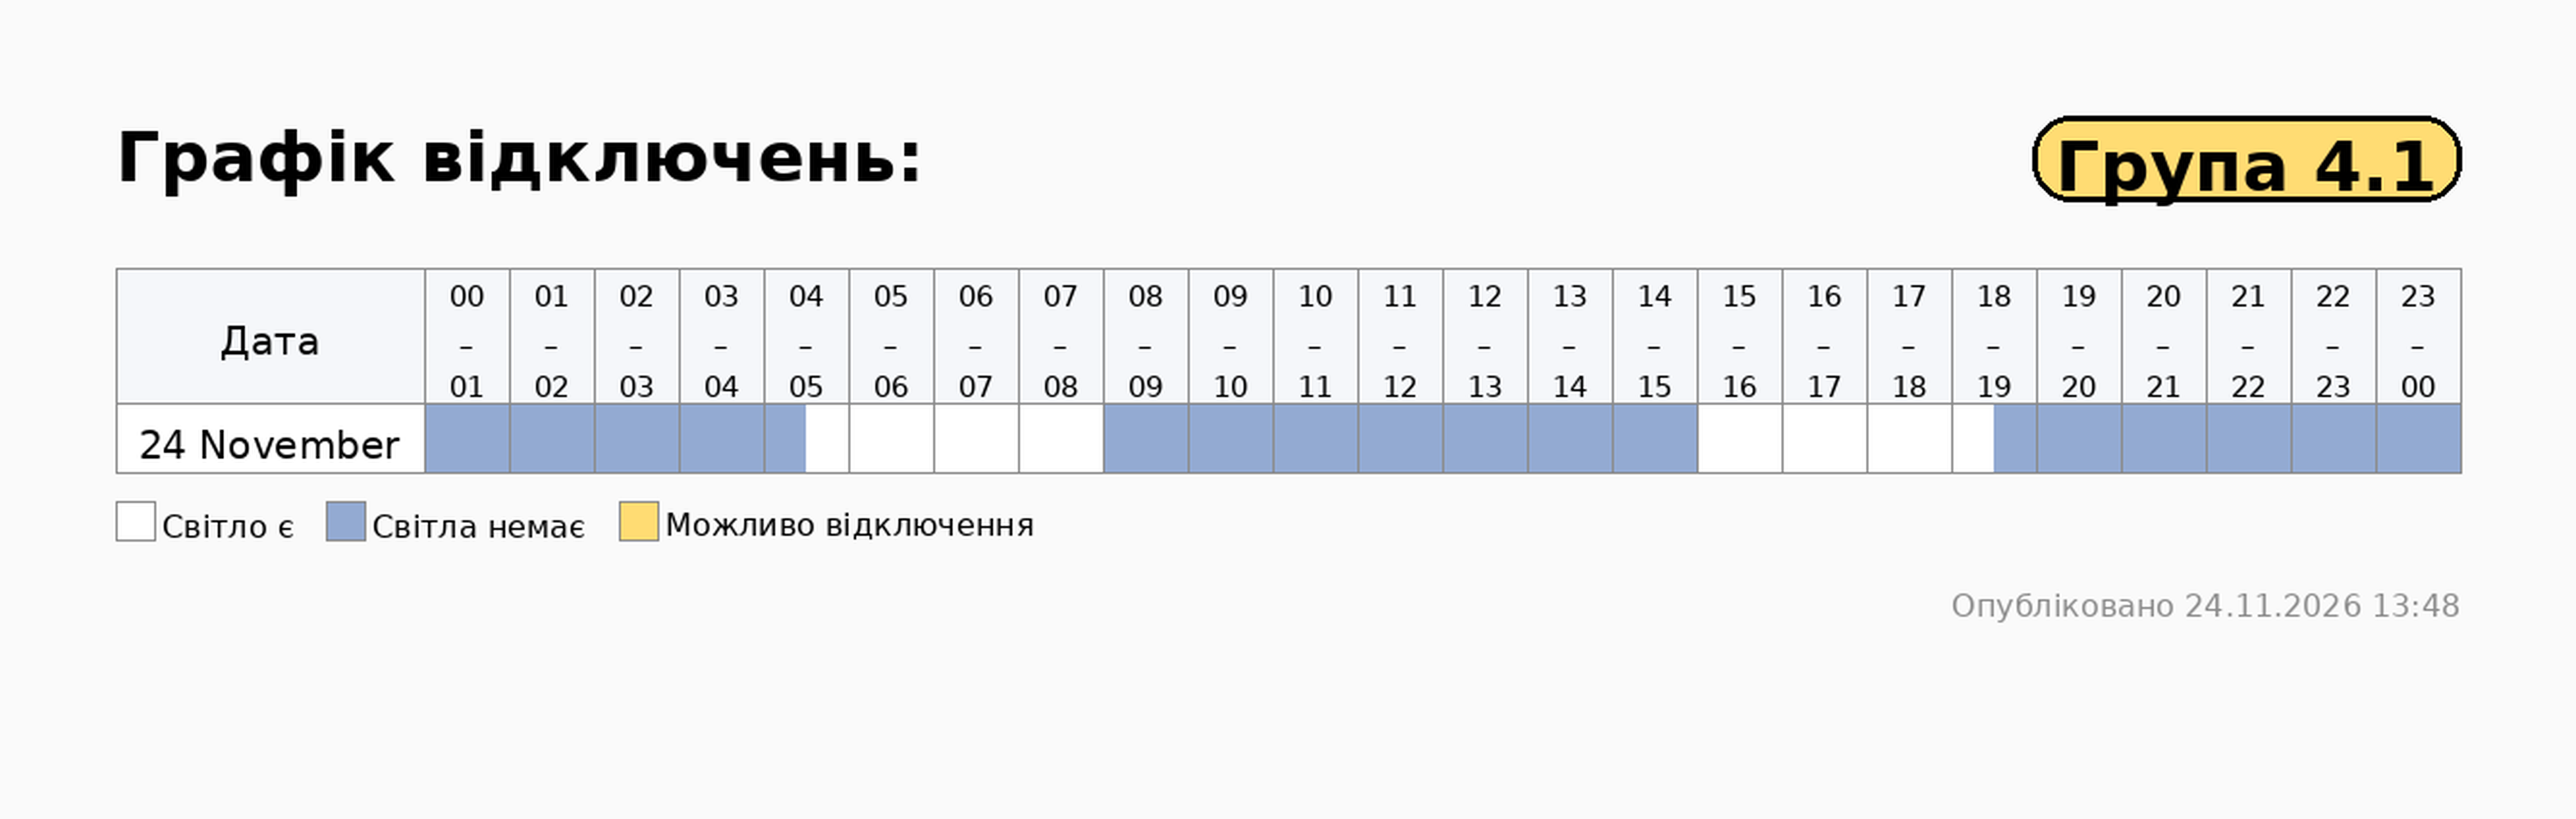 Графік відключень:
Група 4.1
Дата
00 01 02 03 04 05 06 07 08 09 10 11 12 13 14 15 16 17 18 19 20 21 22 23
– – – – – – – – – – – – – – – – – – – – – – – –
01 02 03 04 05 06 07 08 09 10 11 12 13 14 15 16 17 18 19 20 21 22 23 00
24 November
Світло є Світла немає Можливо відключення
Опубліковано 24.11.2026 13:48